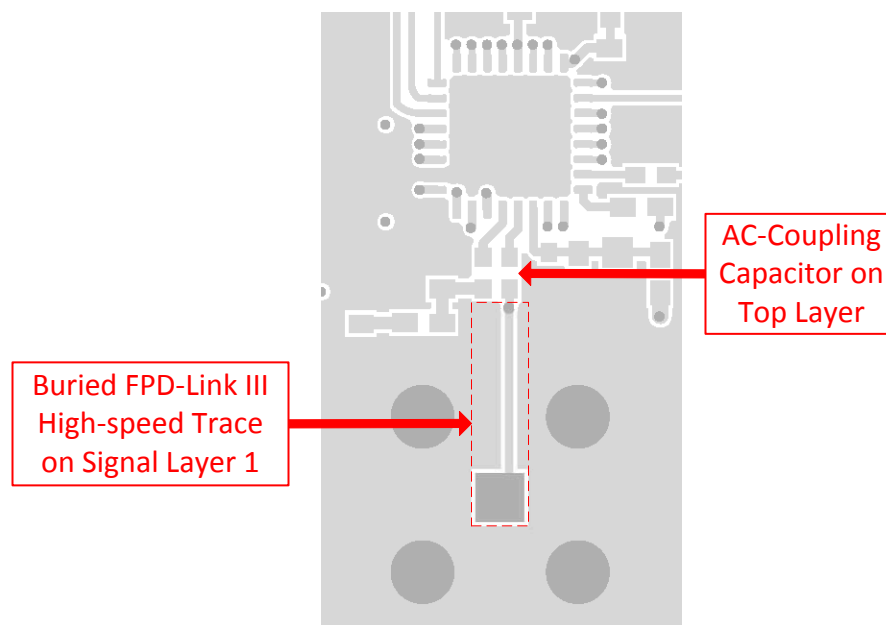 AC-Coupling
Capacitor on
Top Layer
Buried FPD-Link III
High-speed Trace
on Signal Layer 1